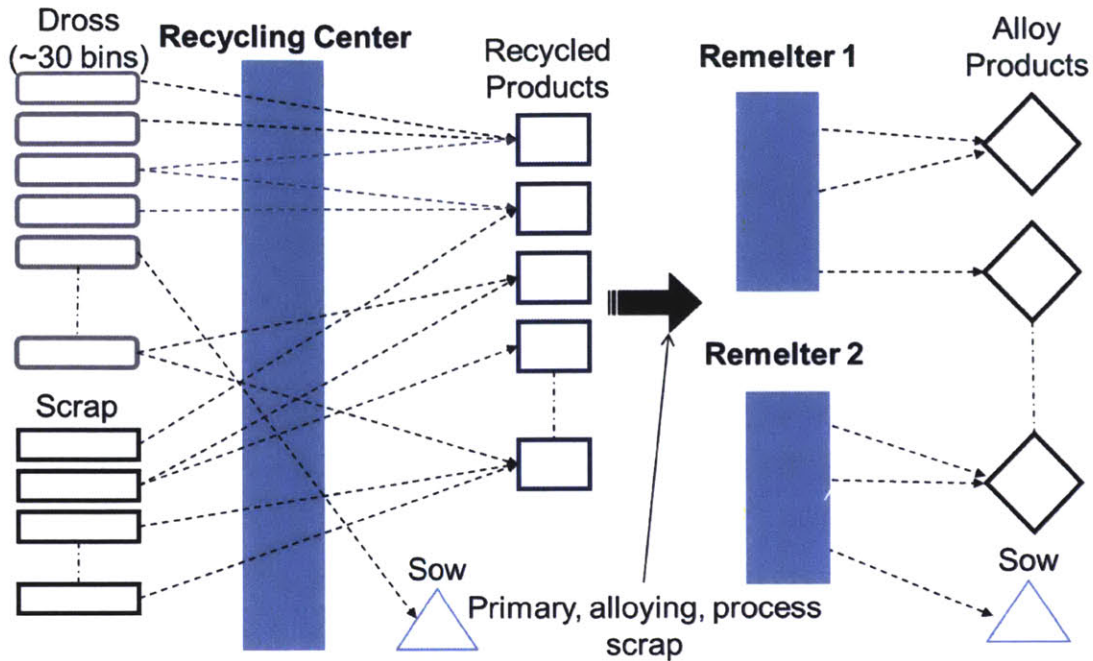 Dross
(~30 bins)
Recycling Center
Recycled
Products
Remelter 1
Alloy
Products
Remelter 2
Scrap
Sow
Primary, alloying, process
scrap
Sow